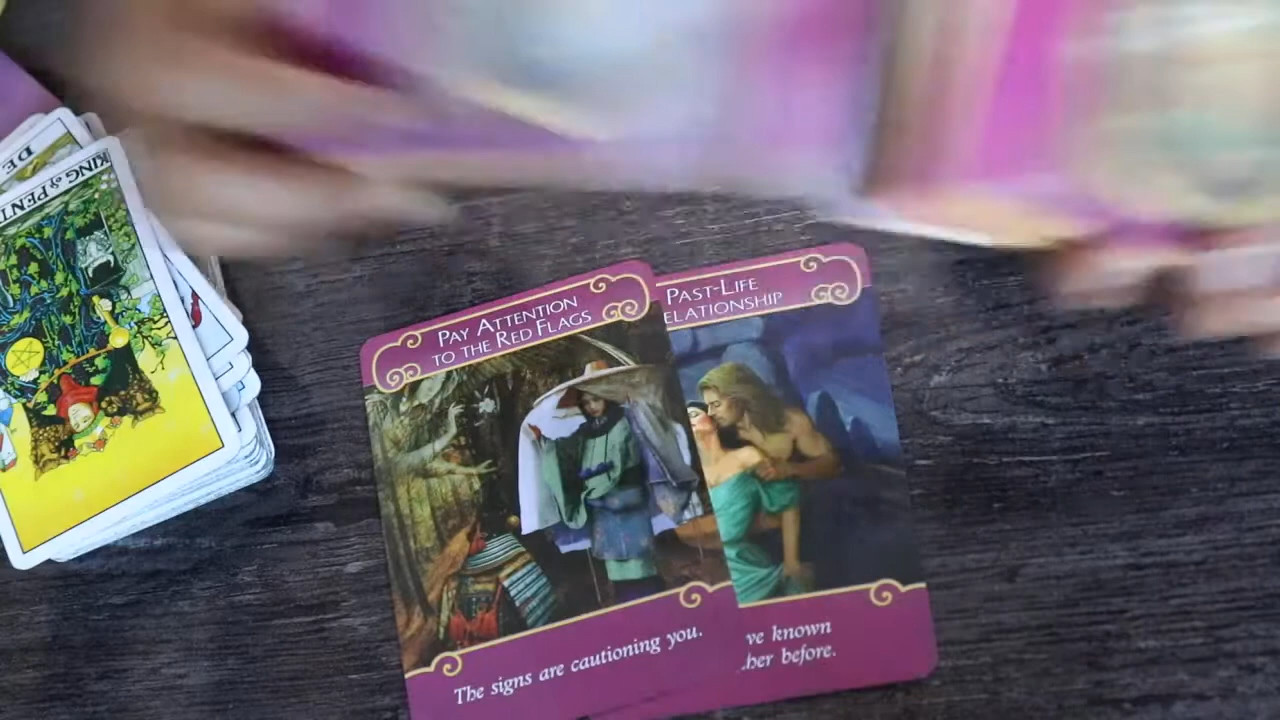 DE
KING of PENT
PAY ATTENTION
TO THE RED FLAGS
The signs are cautioning you.
PAST-LIFE
ELATIONSHIP
ve known
her before.